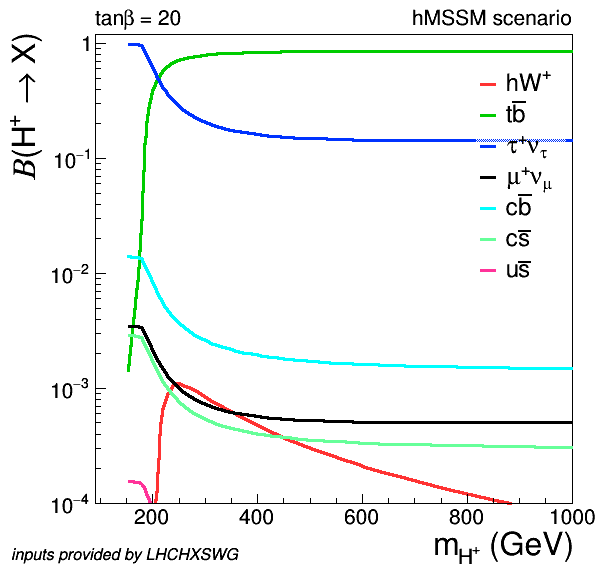 tanβ = 20 hMSSM scenario
B(H⁺ → X)
1
10⁻¹
10⁻²
10⁻³
10⁻⁴
hW⁺
tb̅
τ⁺ν_τ
μ⁺ν_μ
cb̅
cs̅
us̅
200 400 600 800 1000
m_H⁺ (GeV)
inputs provided by LHCHXSWG